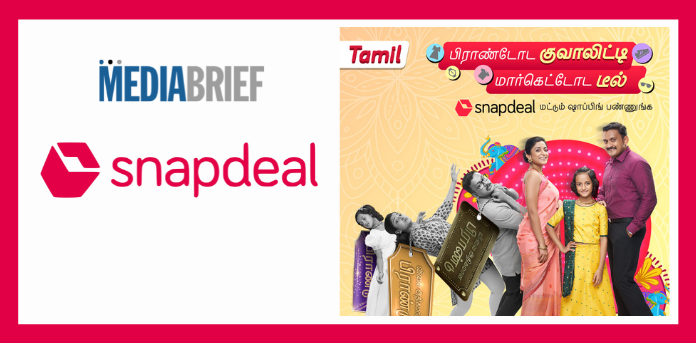 MEDIABRIEF
snapdeal
Tamil
பிராண்டோட குவாலிட்டி
மார்கெட்டோட டீல்
snapdeal மட்டும் ஷாப்பிங் பண்ணுங்க
பிராண்ட்